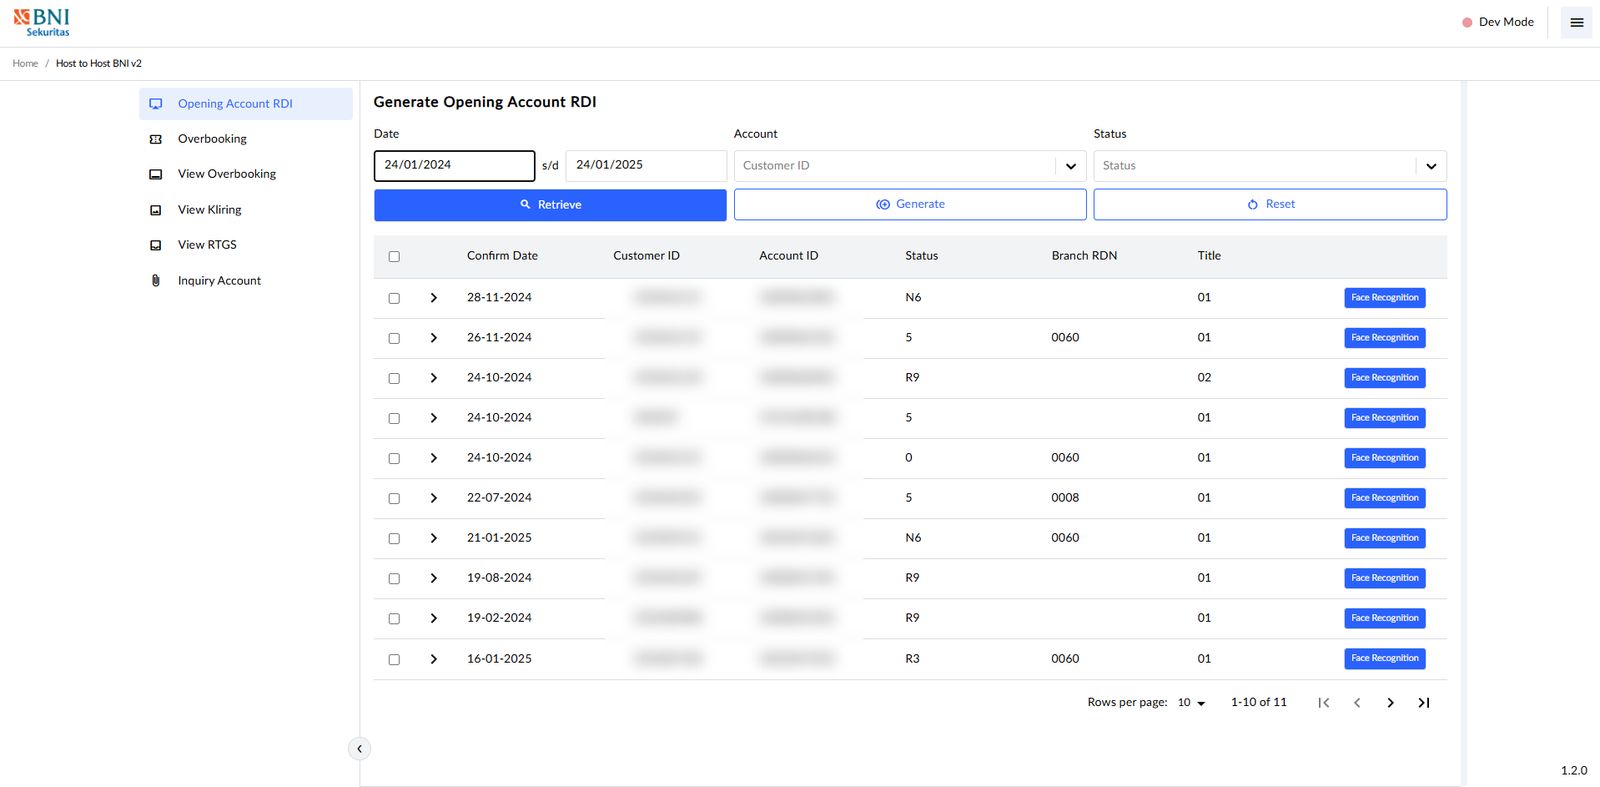 BNI
Sekuritas
Dev Mode
Home / Host to Host BNI v2
Opening Account RDI
Overbooking
View Overbooking
View Kliring
View RTGS
Inquiry Account
Generate Opening Account RDI
Date Account Status
24/01/2024 s/d 24/01/2025 Customer ID Status
Retrieve Generate Reset
Confirm Date Customer ID Account ID Status Branch RDN Title
28-11-2024 N6 01 Face Recognition
26-11-2024 5 0060 01 Face Recognition
24-10-2024 R9 02 Face Recognition
24-10-2024 5 01 Face Recognition
24-10-2024 0 0060 01 Face Recognition
22-07-2024 5 0008 01 Face Recognition
21-01-2025 N6 0060 01 Face Recognition
19-08-2024 R9 01 Face Recognition
19-02-2024 R9 01 Face Recognition
16-01-2025 R3 0060 01 Face Recognition
Rows per page: 10 1-10 of 11
1.2.0